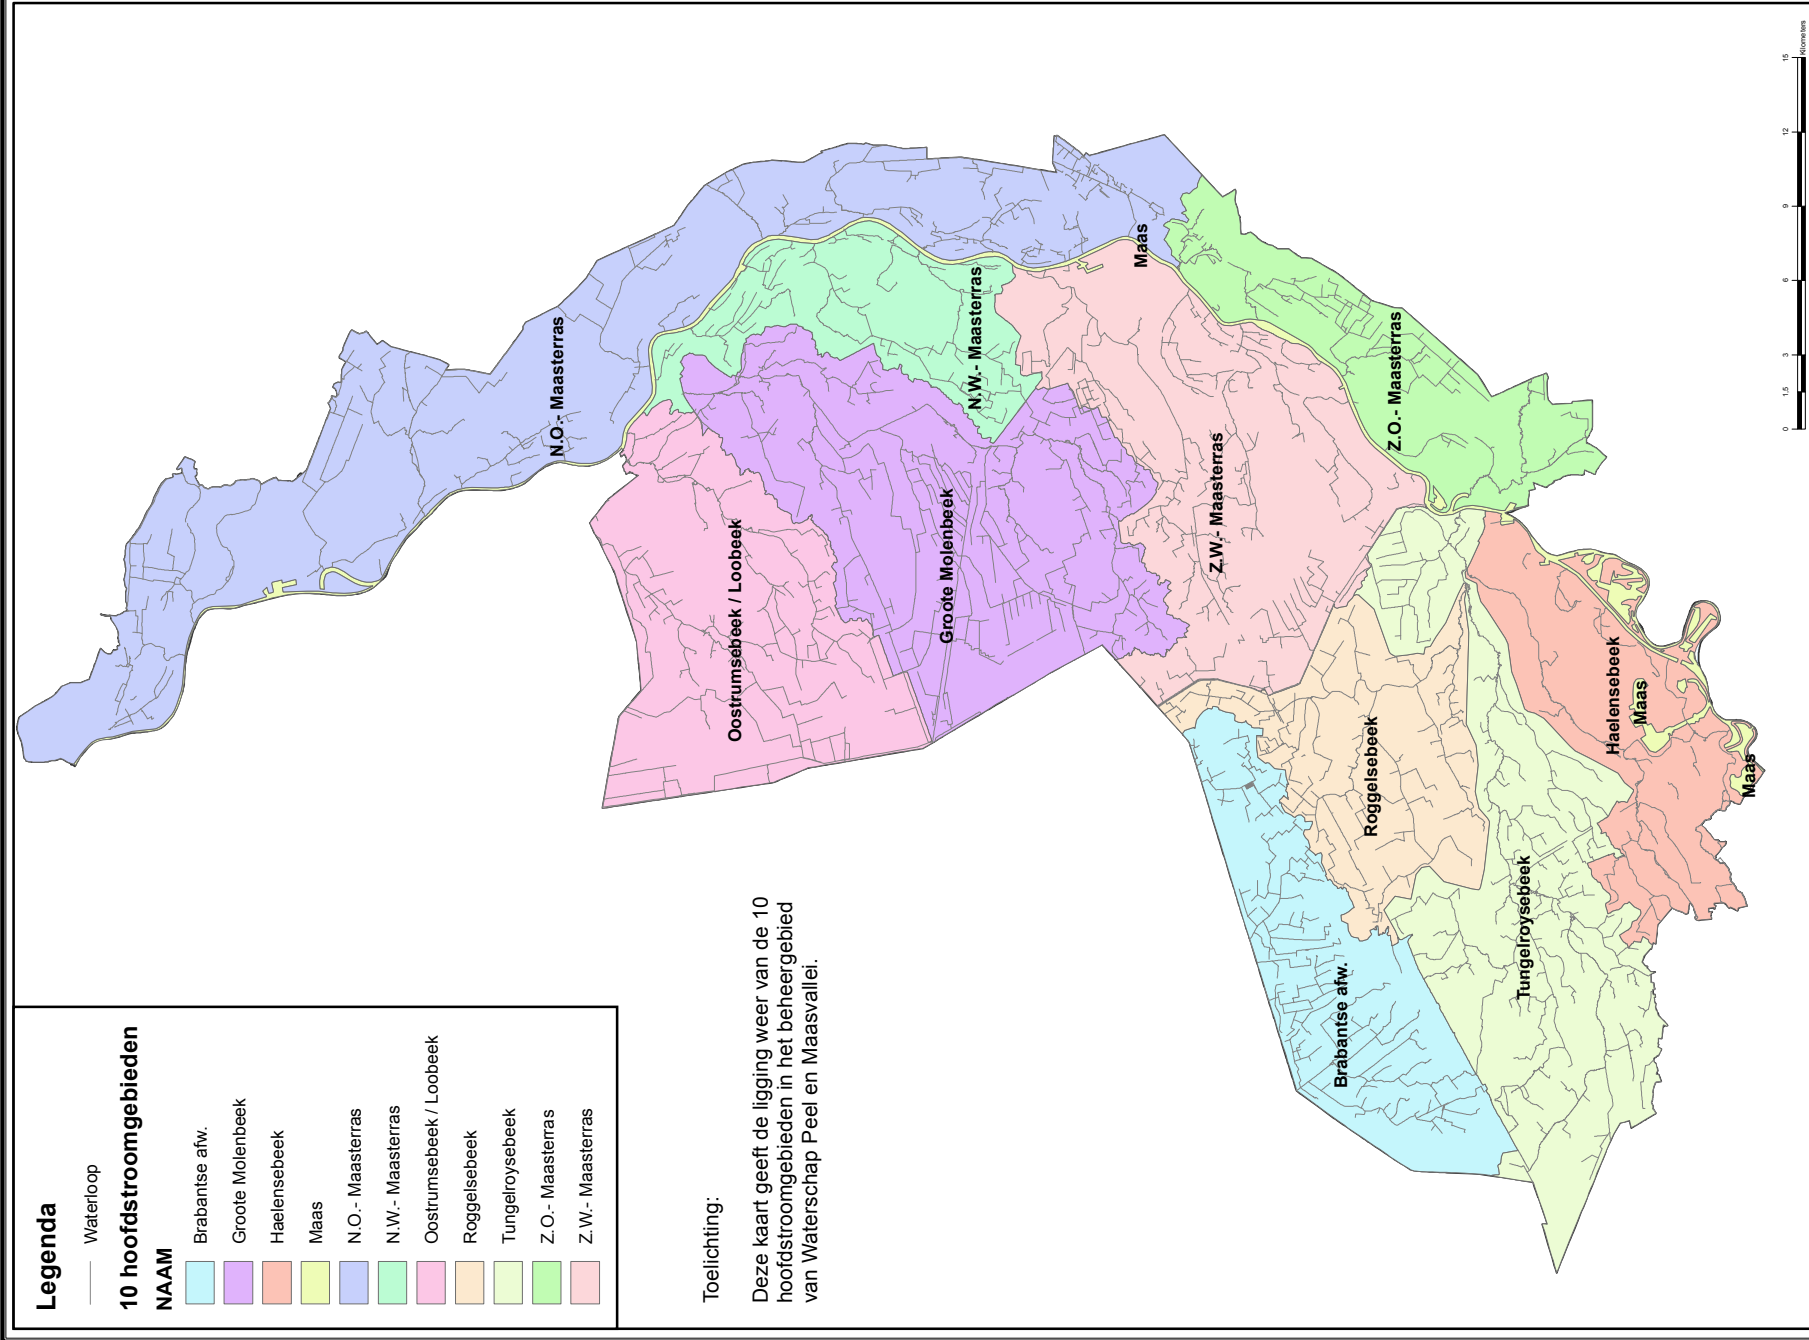 Legenda
Waterloop
10 hoofdstroomgebieden
NAAM
Brabantse afw.
Groote Molenbeek
Haelensebeek
Maas
N.O.- Maasterras
N.W.- Maasterras
Oostrumsebeek / Loobeek
Roggelsebeek
Tungelroysebeek
Z.O.- Maasterras
Z.W.- Maasterras
Toelichting:
Deze kaart geeft de ligging weer van de 10
hoofdstroomgebieden in het beheergebied
van Waterschap Peel en Maasvallei.
N.O.- Maasterras
Oostrumsebeek / Loobeek
Groote Molenbeek
N.W.- Maasterras
Maas
Z.W.- Maasterras
Z.O.- Maasterras
Roggelsebeek
Brabantse afw.
Tungelroysebeek
Haelensebeek
Maas
Maas
0 1,5 3 6 9 12 15
Kilometers